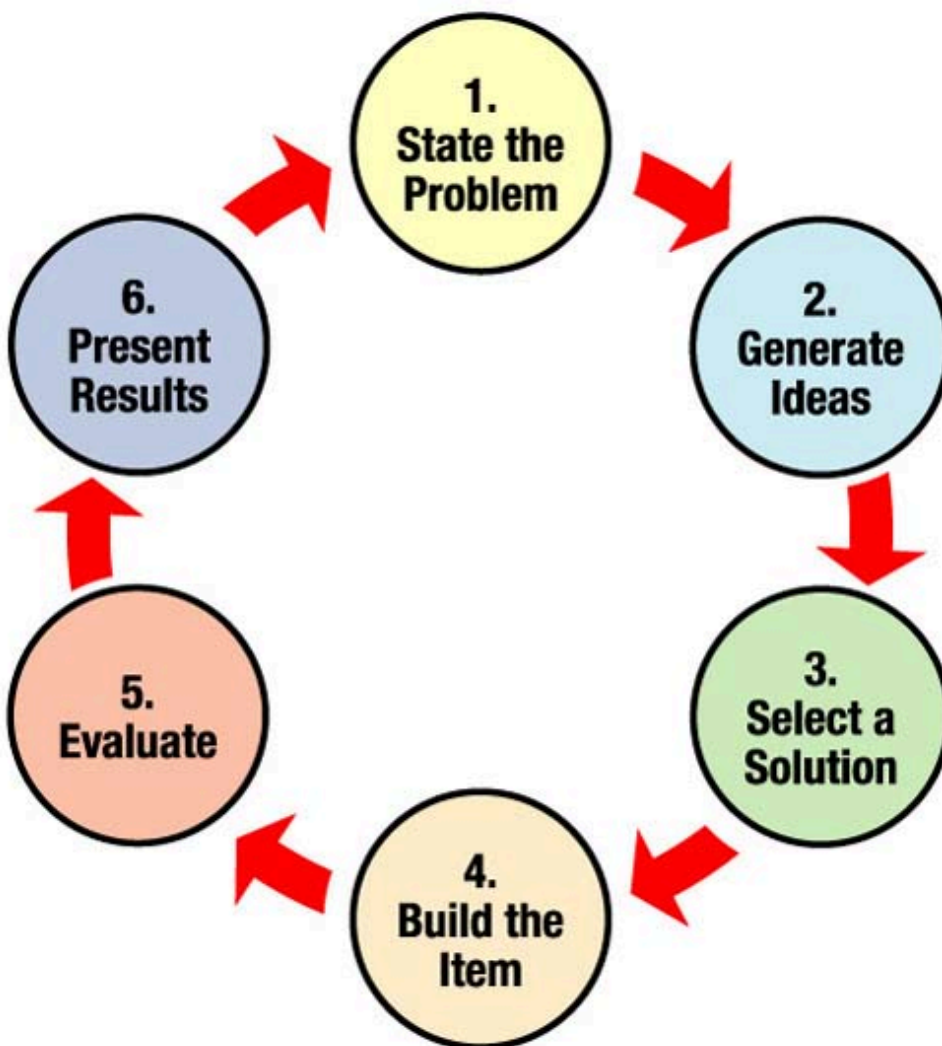 1.
State the
Problem
2.
Generate
Ideas
3.
Select a
Solution
4.
Build the
Item
5.
Evaluate
6.
Present
Results